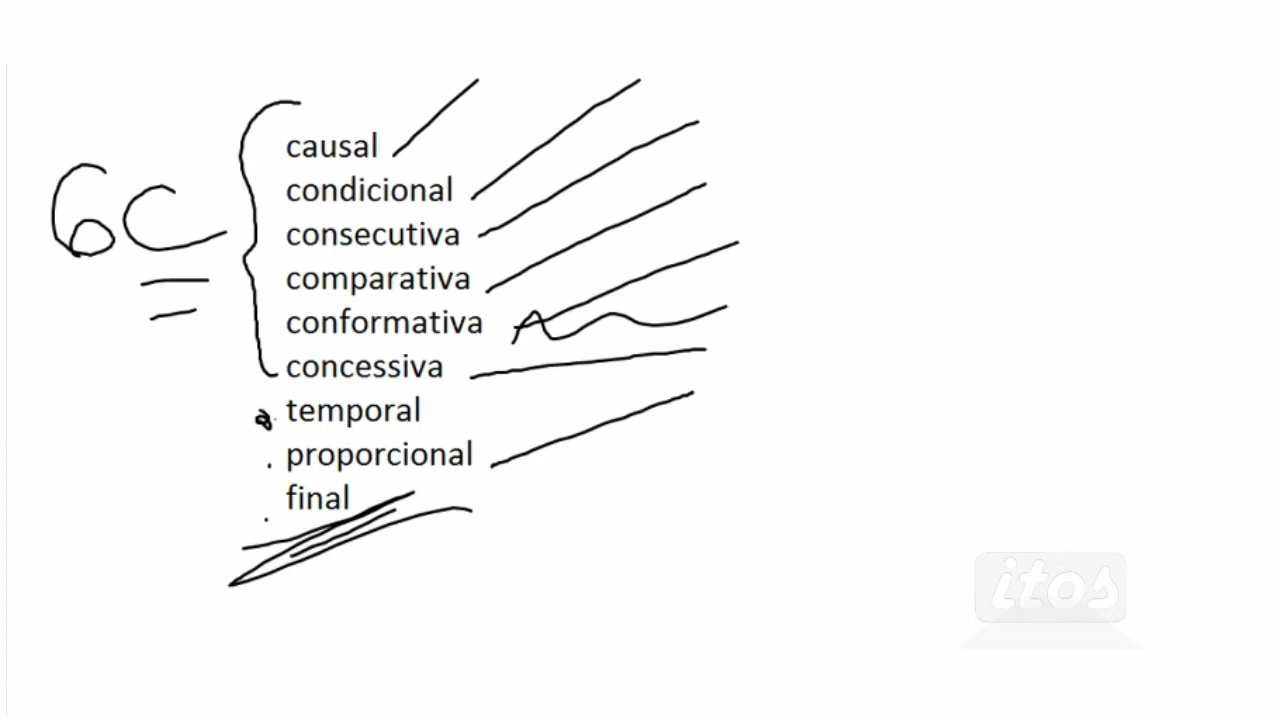 6C
causal
condicional
consecutiva
comparativa
conformativa
concessiva
temporal
proporcional
final
itos